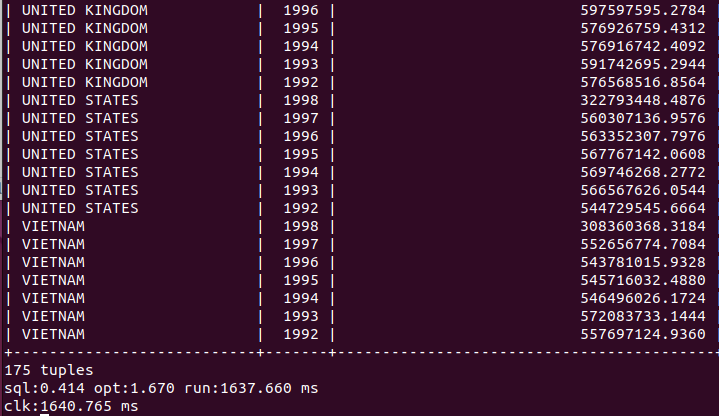 | UNITED KINGDOM             |  1996 |                            597597595.2784 |
| UNITED KINGDOM             |  1995 |                            576926759.4312 |
| UNITED KINGDOM             |  1994 |                            576916742.4092 |
| UNITED KINGDOM             |  1993 |                            591742695.2944 |
| UNITED KINGDOM             |  1992 |                            576568516.8564 |
| UNITED STATES              |  1998 |                            322793448.4876 |
| UNITED STATES              |  1997 |                            560307136.9576 |
| UNITED STATES              |  1996 |                            563352307.7976 |
| UNITED STATES              |  1995 |                            567767142.0608 |
| UNITED STATES              |  1994 |                            569746268.2772 |
| UNITED STATES              |  1993 |                            566567626.0544 |
| UNITED STATES              |  1992 |                            544729545.6664 |
| VIETNAM                    |  1998 |                            308360368.3184 |
| VIETNAM                    |  1997 |                            552656774.7084 |
| VIETNAM                    |  1996 |                            543781015.9328 |
| VIETNAM                    |  1995 |                            545716032.4880 |
| VIETNAM                    |  1994 |                            546496026.1724 |
| VIETNAM                    |  1993 |                            572083733.1444 |
| VIETNAM                    |  1992 |                            557697124.9360 |
+----------------------------+-------+-------------------------------------------+
175 tuples
sql:0.414 opt:1.670 run:1637.660 ms
clk:1640.765 ms